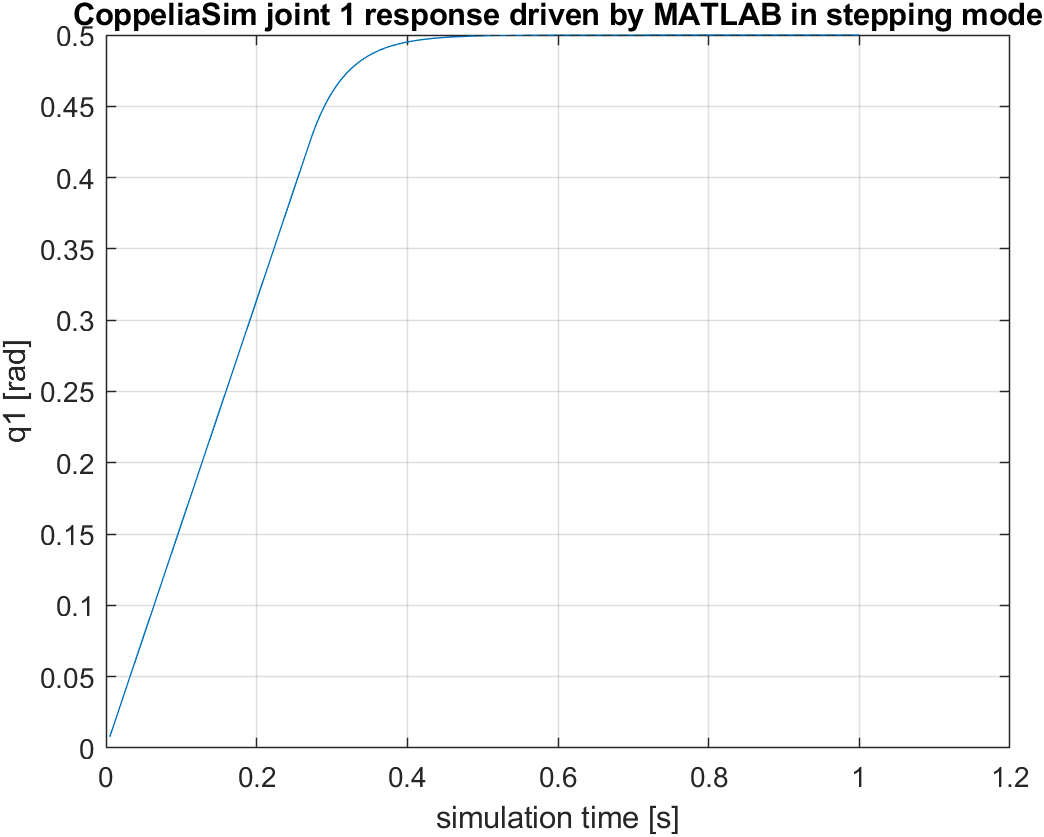 CoppeliaSim joint 1 response driven by MATLAB in stepping mode
0.5
0.45
0.4
0.35
0.3
0.25
0.2
0.15
0.1
0.05
0
q1 [rad]
0 0.2 0.4 0.6 0.8 1 1.2
simulation time [s]